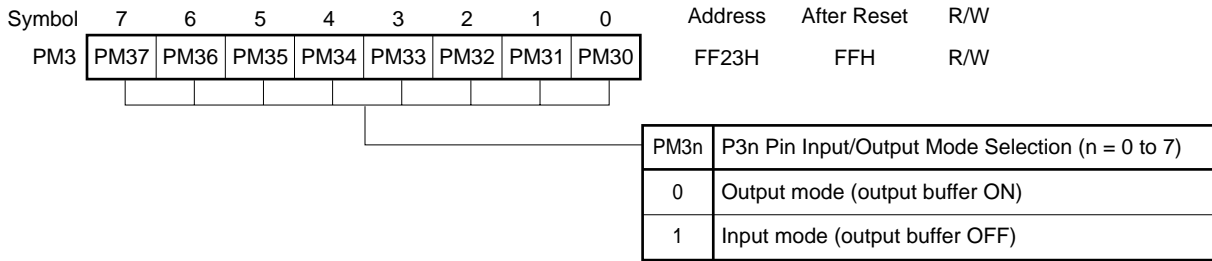 Symbol 7 6 5 4 3 2 1 0 Address After Reset R/W
PM3 PM37 PM36 PM35 PM34 PM33 PM32 PM31 PM30 FF23H FFH R/W
PM3n P3n Pin Input/Output Mode Selection (n = 0 to 7)
0 Output mode (output buffer ON)
1 Input mode (output buffer OFF)